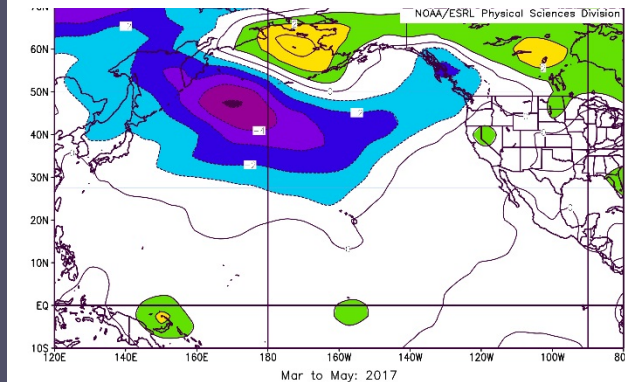 NOAA/ESRL Physical Sciences Division
60N
50N
40N
30N
20N
10N
EQ
10S
120E 140E 160E 180 160W 140W 120W 100W 80
Mar to May: 2017